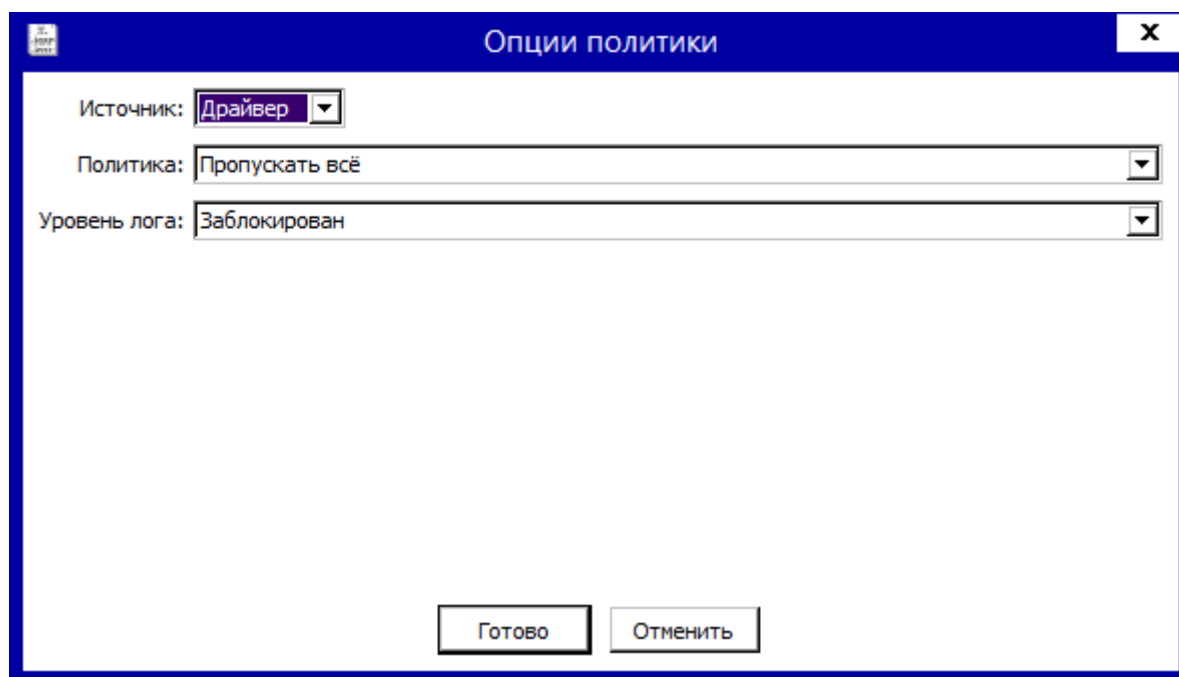 Опции политики
x
Источник: Драйвер
Политика: Пропускать всё
Уровень лога: Заблокирован
Готово Отменить